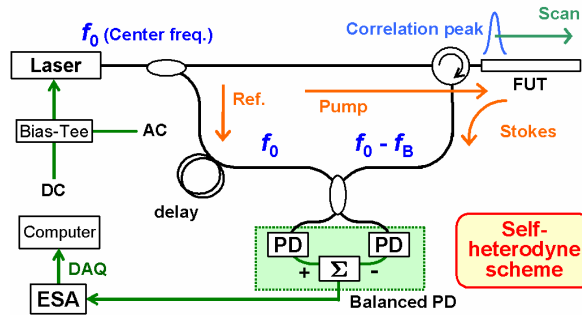 f0 (Center freq.)
Correlation peak
Scan
Laser
FUT
Ref.
Pump
Bias-Tee
AC
Stokes
f0
f0 - fB
DC
delay
Computer
PD
PD
Self-
heterodyne
scheme
DAQ
+
Σ
-
ESA
Balanced PD